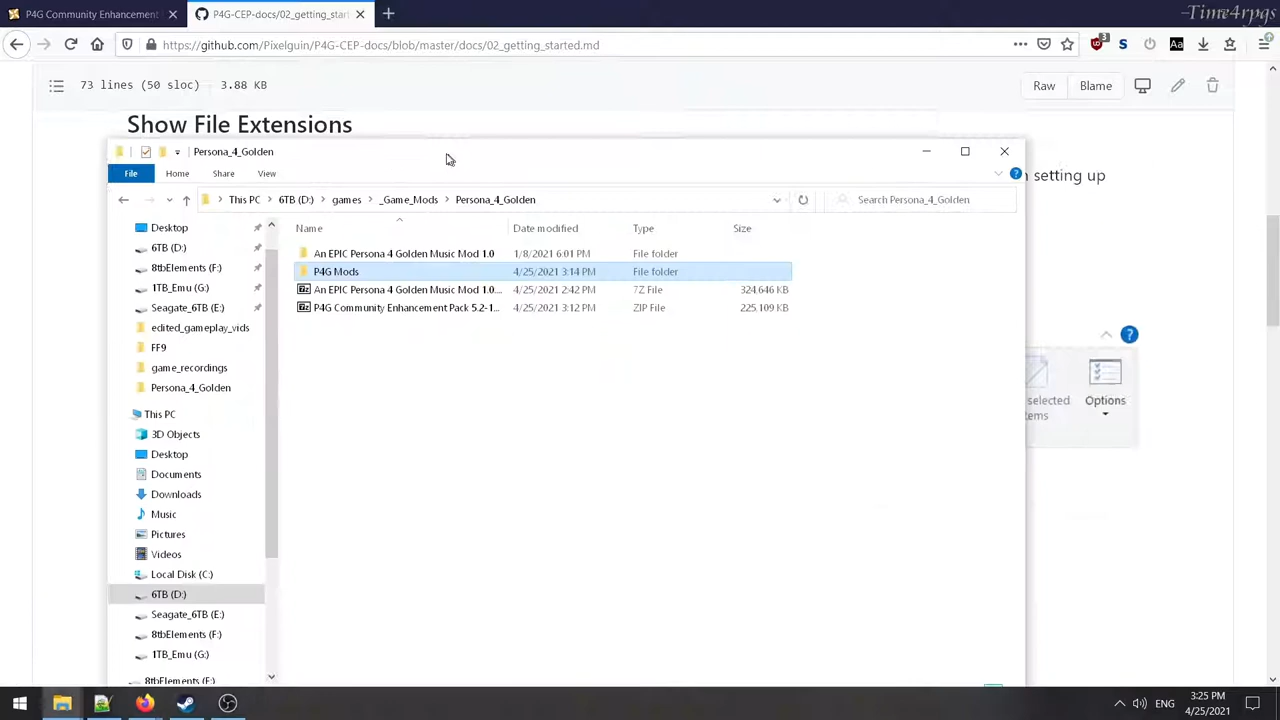 P4G Community Enhancement
P4G-CEP-docs/02_getting_start
Time4rpgs
https://github.com/Pixelguin/P4G-CEP-docs/blob/master/docs/02_getting_started.md
3
73 lines (50 sloc) 3.88 KB
Raw
Blame
Show File Extensions
Persona_4_Golden
File
Home
Share
View
setting up
This PC
6TB (D:)
games
_Game_Mods
Persona_4_Golden
Search Persona_4_Golden
Name
Date modified
Type
Size
An EPIC Persona 4 Golden Music Mod 1.0
1/8/2021 6:01 PM
File folder
P4G Mods
4/25/2021 3:14 PM
File folder
An EPIC Persona 4 Golden Music Mod 1.0....
4/25/2021 2:42 PM
7Z File
324,646 KB
P4G Community Enhancement Pack 5.2-1...
4/25/2021 3:12 PM
ZIP File
225,109 KB
Desktop
6TB (D:)
8tbElements (F:)
1TB_Emu (G:)
Seagate_6TB (E:)
edited_gameplay_vids
FF9
game_recordings
Persona_4_Golden
This PC
3D Objects
Desktop
Documents
Downloads
Music
Pictures
Videos
Local Disk (C:)
6TB (D:)
Seagate_6TB (E:)
8tbElements (F:)
1TB_Emu (G:)
8tbElements (F:)
selected
Options
ENG
3:25 PM
4/25/2021